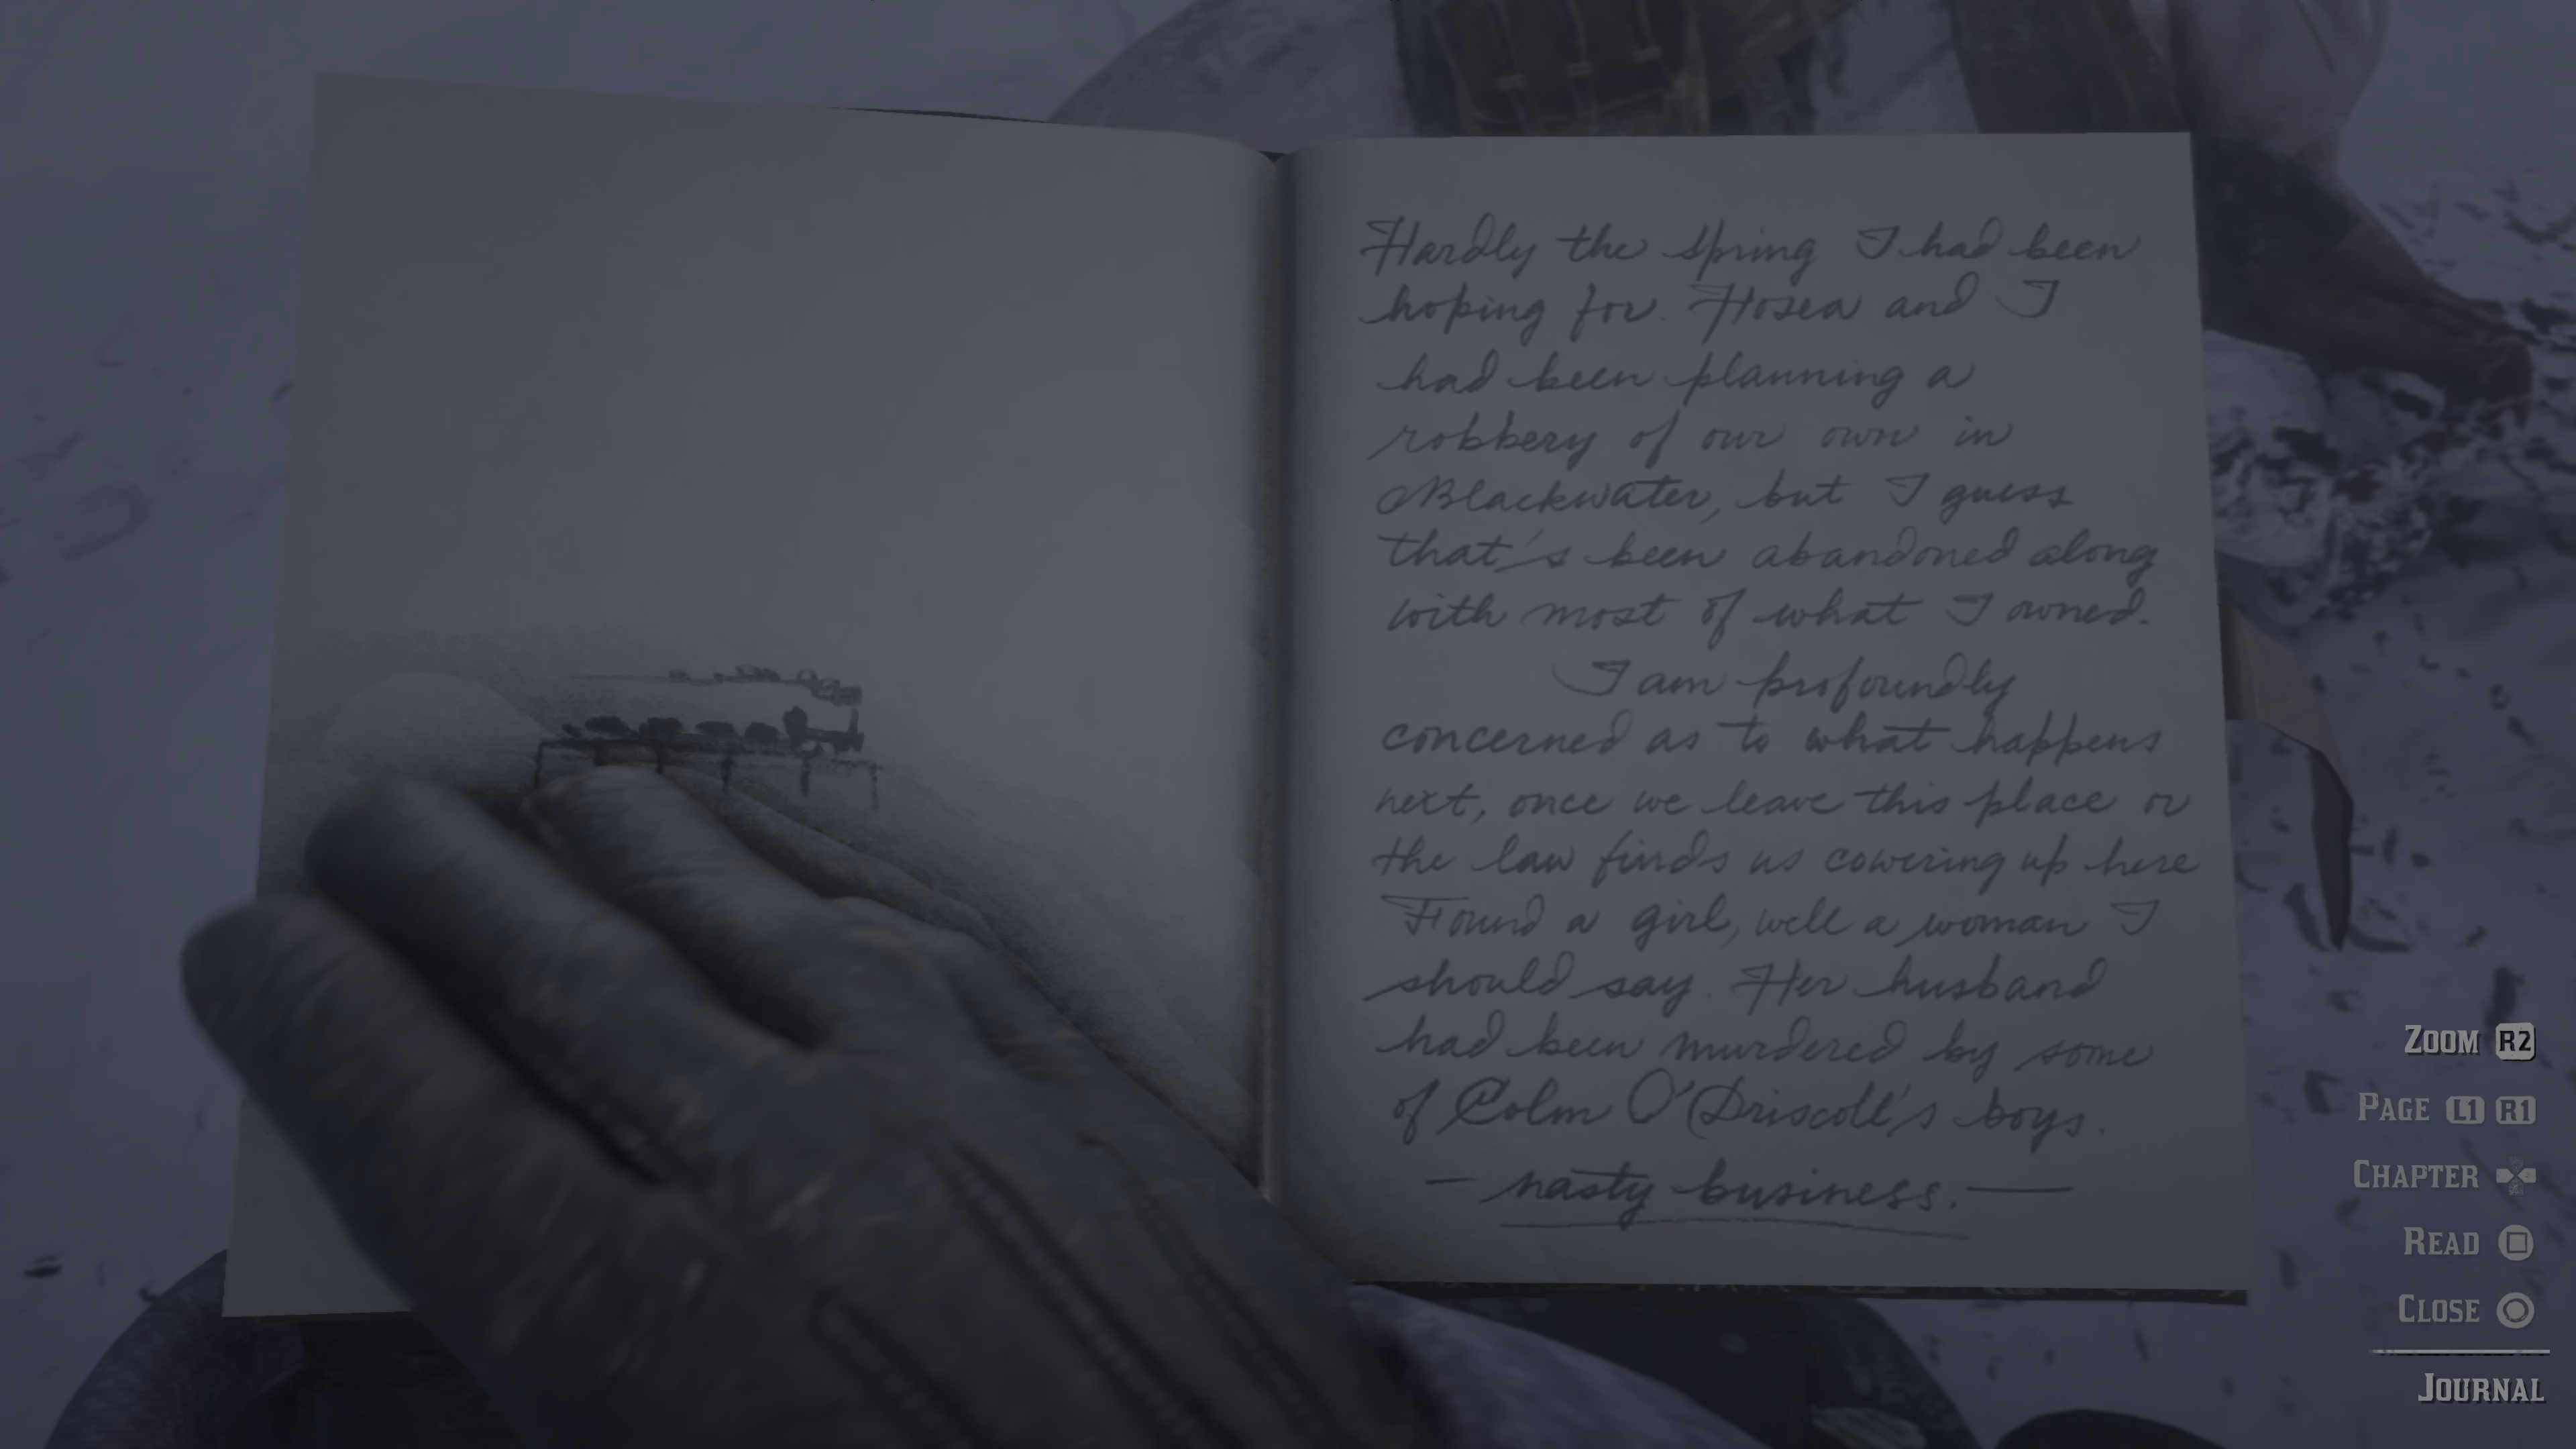 Hardly the spring I had been
hoping for. Hosea and I
had been planning a
robbery of our own in
Blackwater, but I guess
that's been abandoned along
with most of what I owned.
I am profoundly
concerned as to what happens
next, once we leave this place or
the law finds us cowering up here
Found a girl, well a woman I
should say. Her husband
had been murdered by some
of Colm O'Driscoll's boys.
— nasty business. —
ZOOM R2
PAGE L1 R1
CHAPTER
READ
CLOSE
JOURNAL